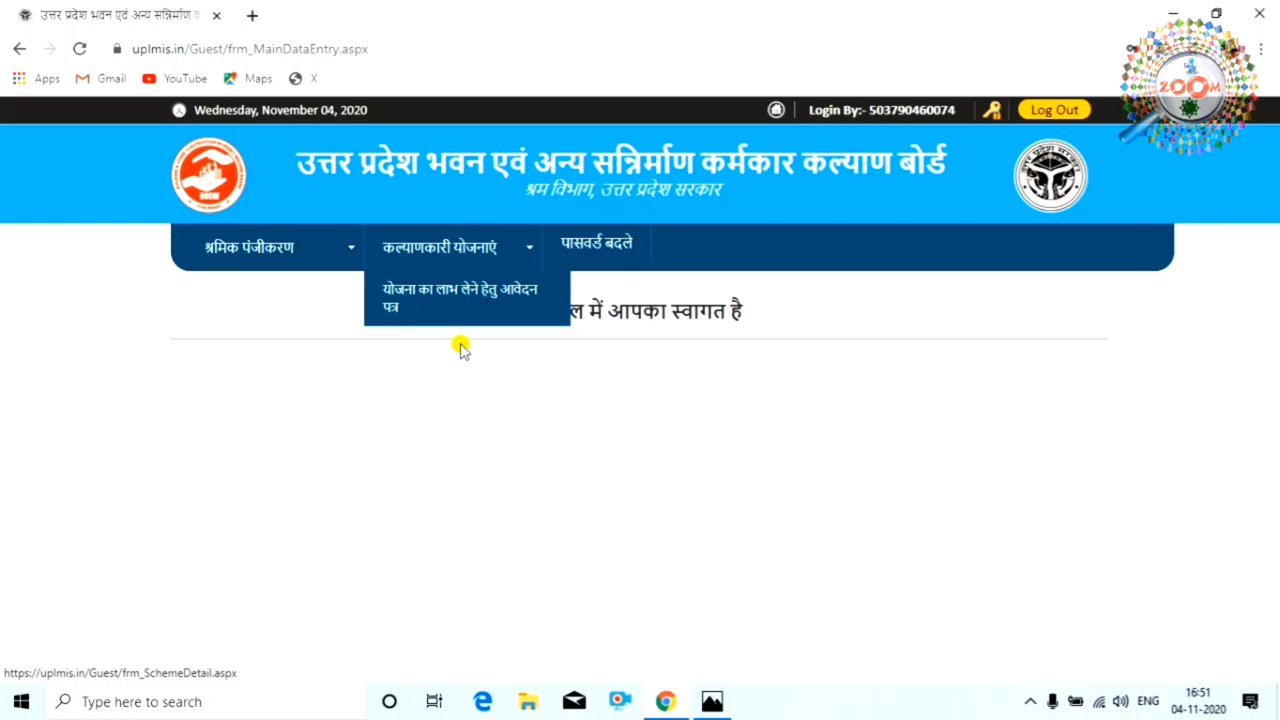 उत्तर प्रदेश भवन एवं अन्य सन्निर्माण
uplmis.in/Guest/frm_MainDataEntry.aspx
Apps Gmail YouTube Maps X
Wednesday, November 04, 2020
Login By:- 503790460074
Log Out
ZOOM
उत्तर प्रदेश भवन एवं अन्य सन्निर्माण कर्मकार कल्याण बोर्ड
श्रम विभाग, उत्तर प्रदेश सरकार
श्रमिक पंजीकरण
कल्याणकारी योजनाएं
पासवर्ड बदले
योजना का लाभ लेने हेतु आवेदन
पत्र
ल में आपका स्वागत है
https://uplmis.in/Guest/frm_SchemeDetail.aspx
Type here to search
ENG
16:51
04-11-2020